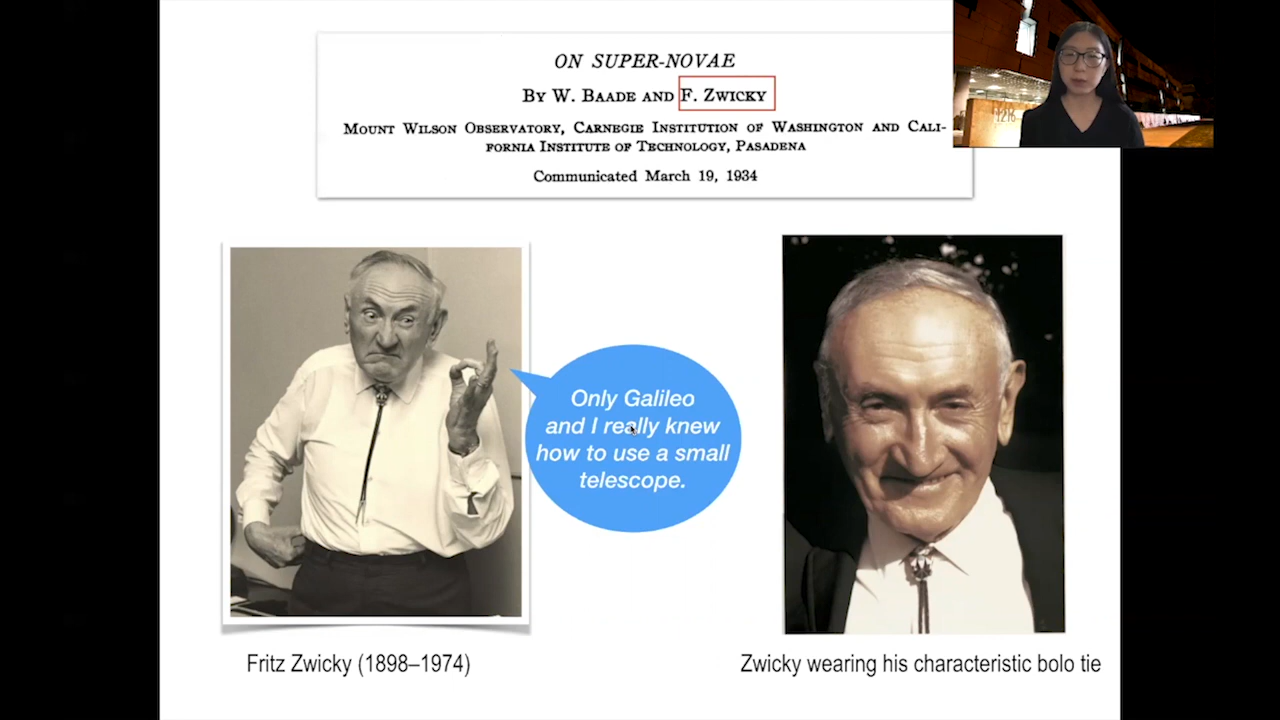 ON SUPER-NOVAE
BY W. BAADE AND F. ZWICKY
MOUNT WILSON OBSERVATORY, CARNEGIE INSTITUTION OF WASHINGTON AND CALI-
FORNIA INSTITUTE OF TECHNOLOGY, PASADENA
Communicated March 19, 1934
1216
Only Galileo
and I really knew
how to use a small
telescope.
Fritz Zwicky (1898–1974)
Zwicky wearing his characteristic bolo tie